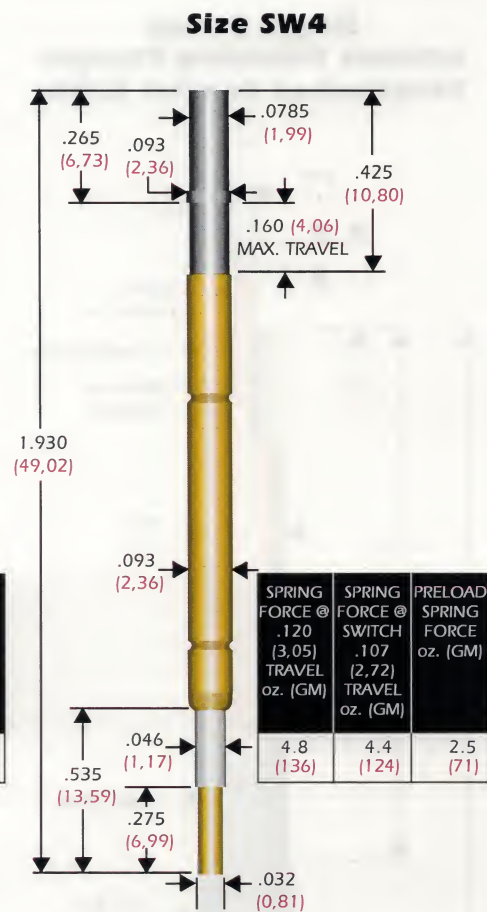 Size SW4
.265
(6,73)
.093
(2,36)
.0785
(1,99)
.425
(10,80)
.160 (4,06)
MAX. TRAVEL
1.930
(49,02)
.093
(2,36)
SPRING
FORCE @
.120
(3,05)
TRAVEL
oz. (GM)
SPRING
FORCE @
SWITCH
.107
(2,72)
TRAVEL
oz. (GM)
PRELOAD
SPRING
FORCE
oz. (GM)
4.8
(136)
4.4
(124)
2.5
(71)
.046
(1,17)
.535
(13,59)
.275
(6,99)
.032
(0,81)